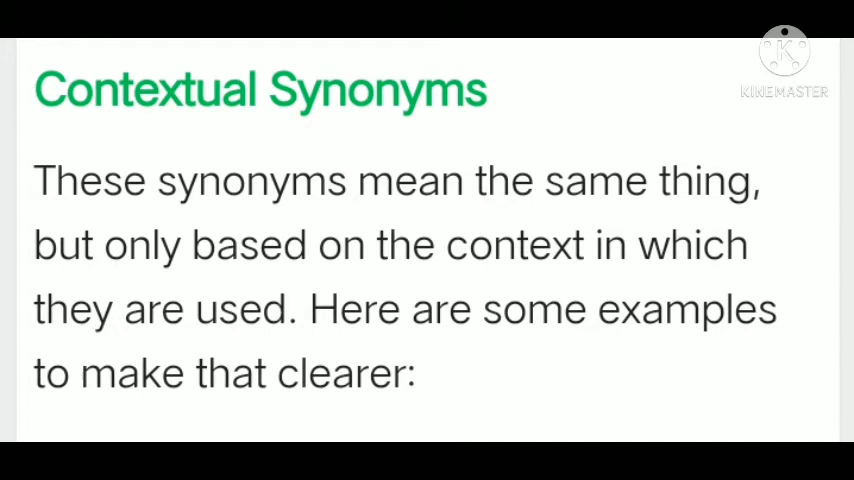 Contextual Synonyms
K
KINEMASTER
These synonyms mean the same thing,
but only based on the context in which
they are used. Here are some examples
to make that clearer: